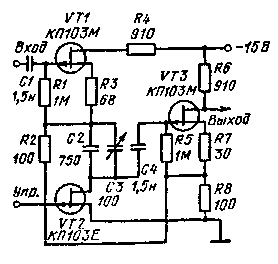 VT1
КП103М
R4
910
-15В
Вход
C1
1,5н
R1
1М
R3
68
VT3
КП103М
R6
910
Выход
R2
100
C2
750
C3
100
C4
1,5н
R5
1М
R7
30
Упр.
VT2
КП103Е
R8
100